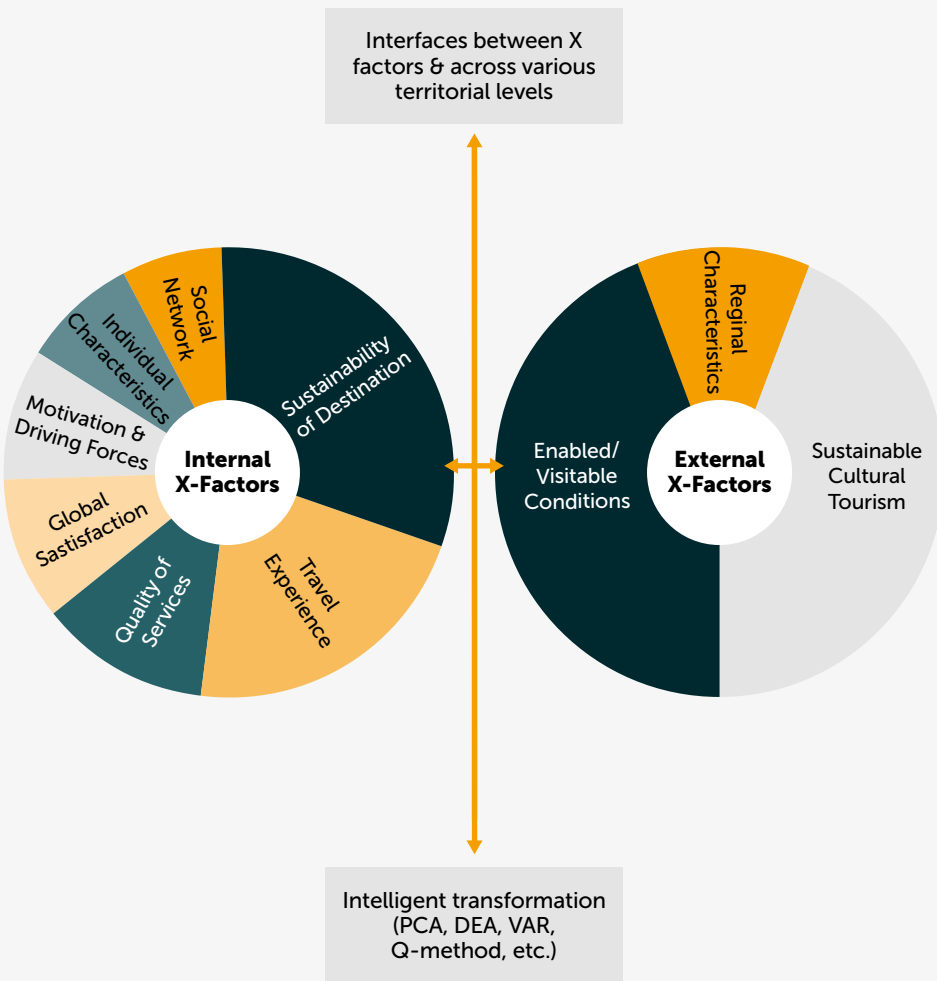 Interfaces between X
factors & across various
territorial levels
Social
Network
Individual
Characteristics
Motivation &
Driving Forces
Global
Sastisfaction
Quality of
Services
Travel
Experience
Sustainability
of Destination
Internal
X-Factors
Reginal
Characteristics
Enabled/
Visitable
Conditions
External
X-Factors
Sustainable
Cultural
Tourism
Intelligent transformation
(PCA, DEA, VAR,
Q-method, etc.)